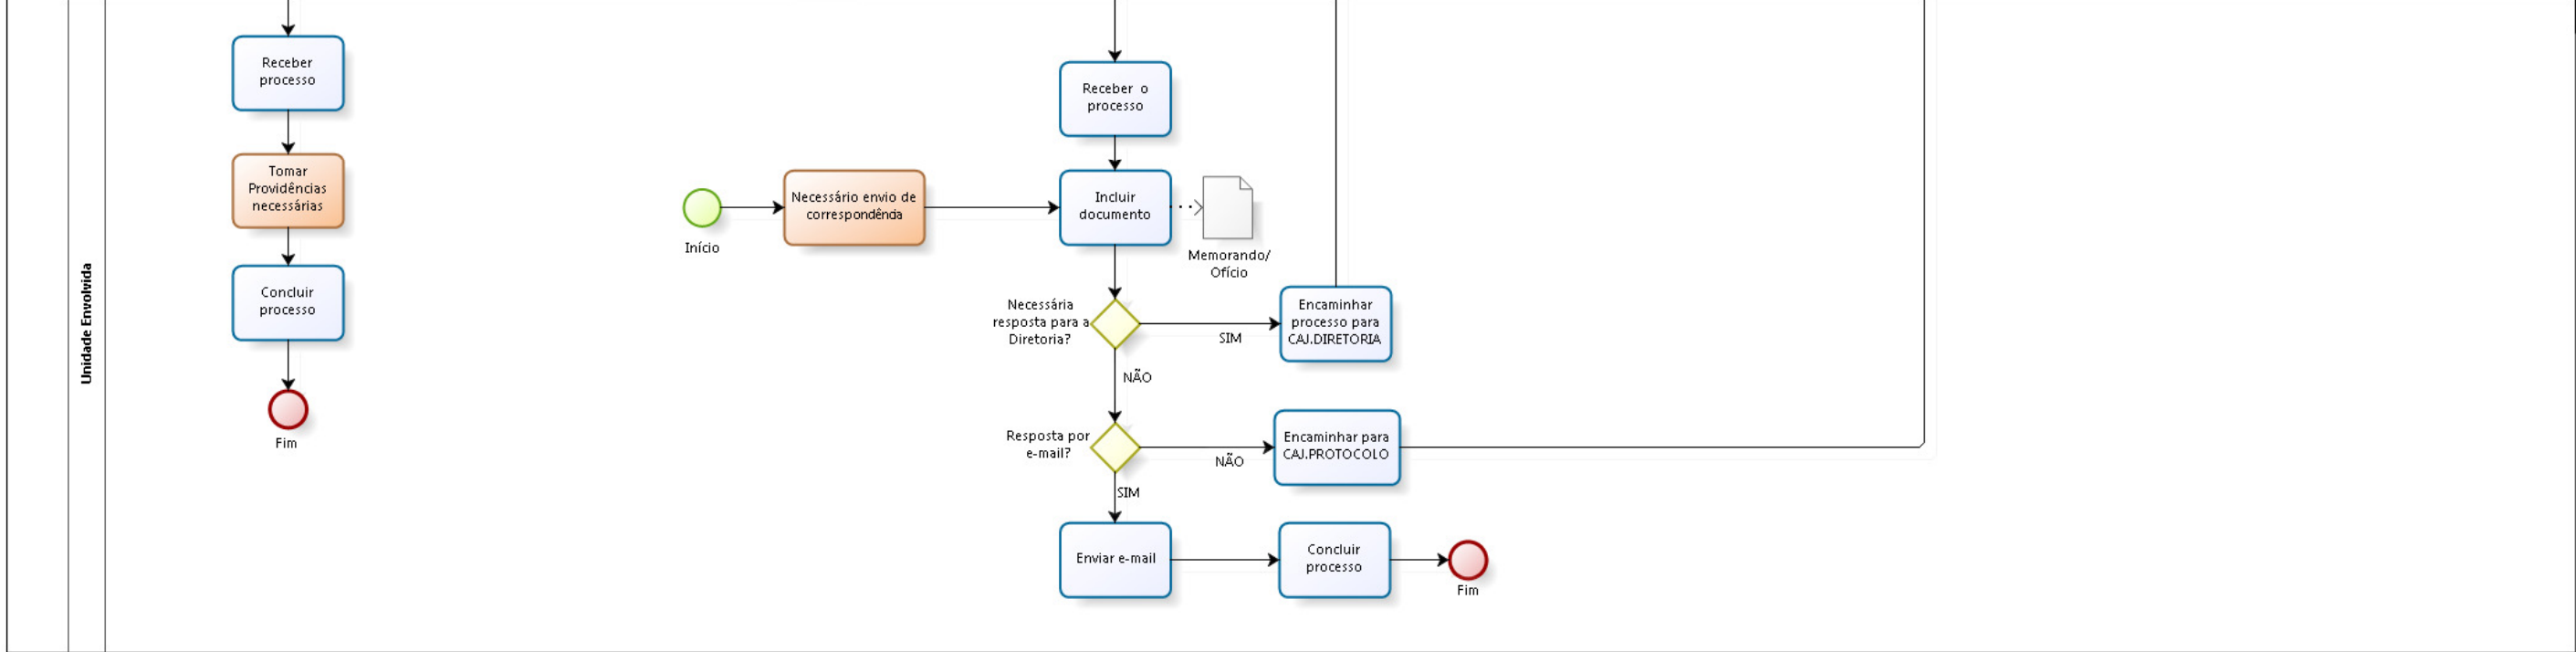 Unidade Envolvida
Receber
processo
Tomar
Providências
necessárias
Concluir
processo
Fim
Início
Necessário envio de
correspondência
Receber o
processo
Incluir
documento
Memorando/
Ofício
Necessária
resposta para a
Diretoria?
SIM
Encaminhar
processo para
CAJ.DIRETORIA
NÃO
Resposta por
e-mail?
NÃO
Encaminhar para
CAJ.PROTOCOLO
SIM
Enviar e-mail
Concluir
processo
Fim